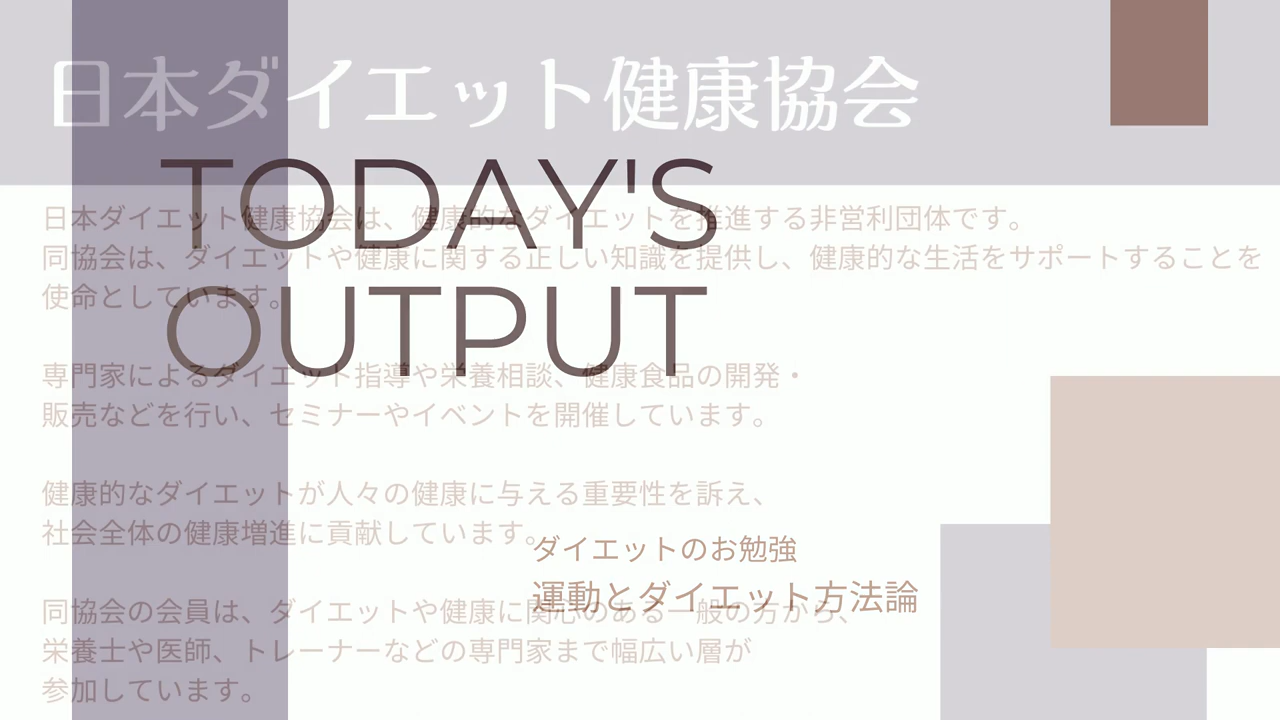 日本ダイエット健康協会
TODAY'S
OUTPUT
日本ダイエット健康協会は、健康的なダイエットを推進する非営利団体です。
同協会は、ダイエットや健康に関する正しい知識を提供し、健康的な生活をサポートすることを
使命としています。
専門家によるダイエット指導や栄養相談、健康食品の開発・
販売などを行い、セミナーやイベントを開催しています。
健康的なダイエットが人々の健康に与える重要性を訴え、
社会全体の健康増進に貢献しています。
ダイエットのお勉強
運動とダイエット方法論
同協会の会員は、ダイエットや健康に関心のある一般の方から、
栄養士や医師、トレーナーなどの専門家まで幅広い層が
参加しています。